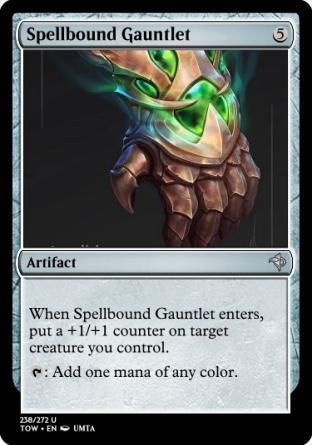 Spellbound Gauntlet 5
Artifact
When Spellbound Gauntlet enters,
put a +1/+1 counter on target
creature you control.
: Add one mana of any color.
238/272 U
TOW • EN UMTA